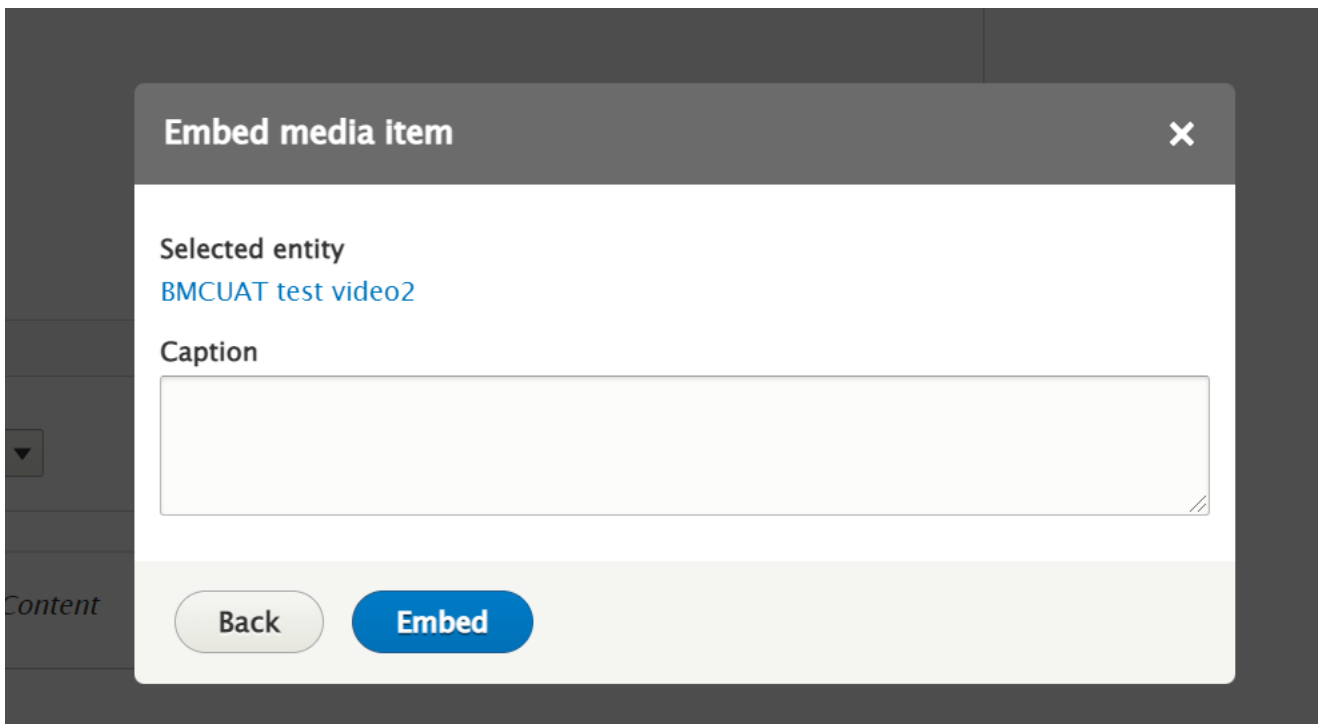 Embed media item
Selected entity
BMCUAT test video2
Caption
Content
Back
Embed